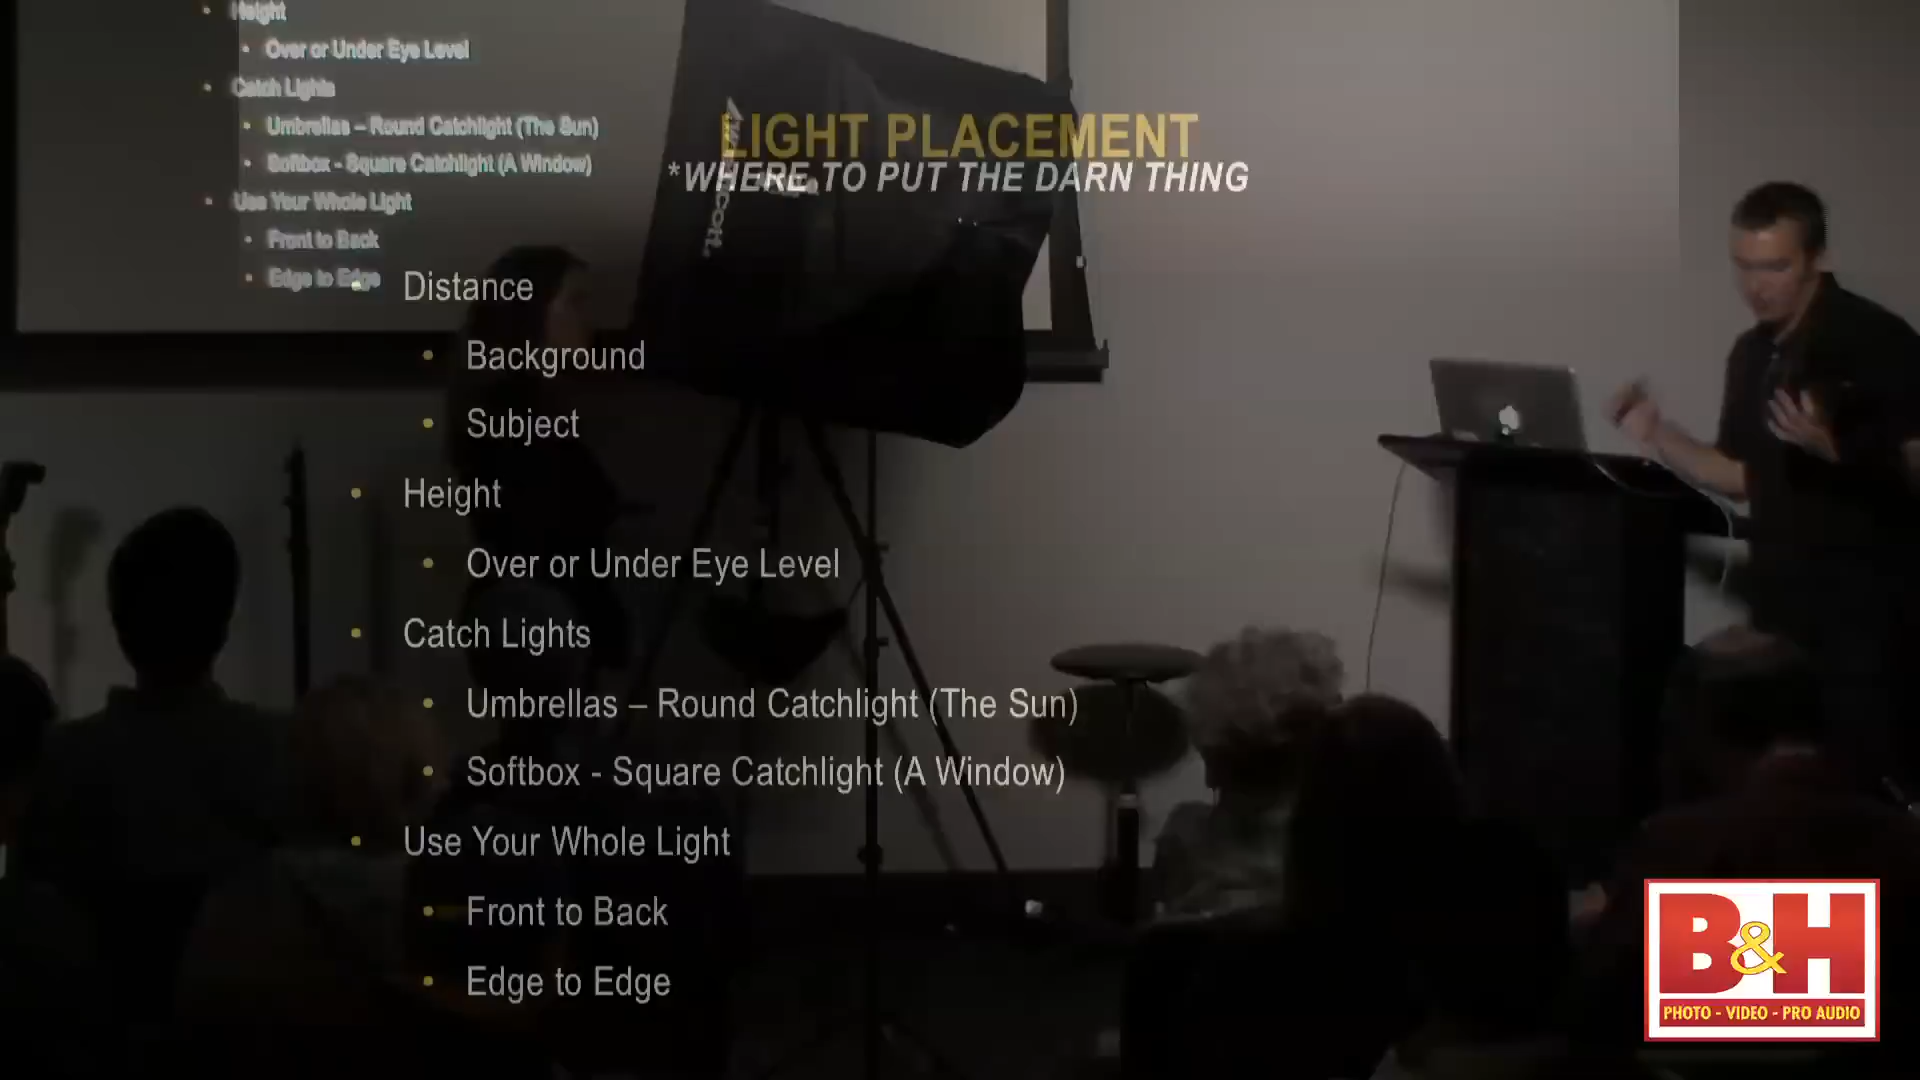 Height
Over or Under Eye Level
Catch Lights
Umbrellas – Round Catchlight (The Sun)
Softbox - Square Catchlight (A Window)
Use Your Whole Light
Front to Back
Edge to Edge
LIGHT PLACEMENT
*WHERE TO PUT THE DARN THING
Distance
Background
Subject
Height
Over or Under Eye Level
Catch Lights
Umbrellas – Round Catchlight (The Sun)
Softbox - Square Catchlight (A Window)
Use Your Whole Light
Front to Back
Edge to Edge
B&H
PHOTO - VIDEO - PRO AUDIO